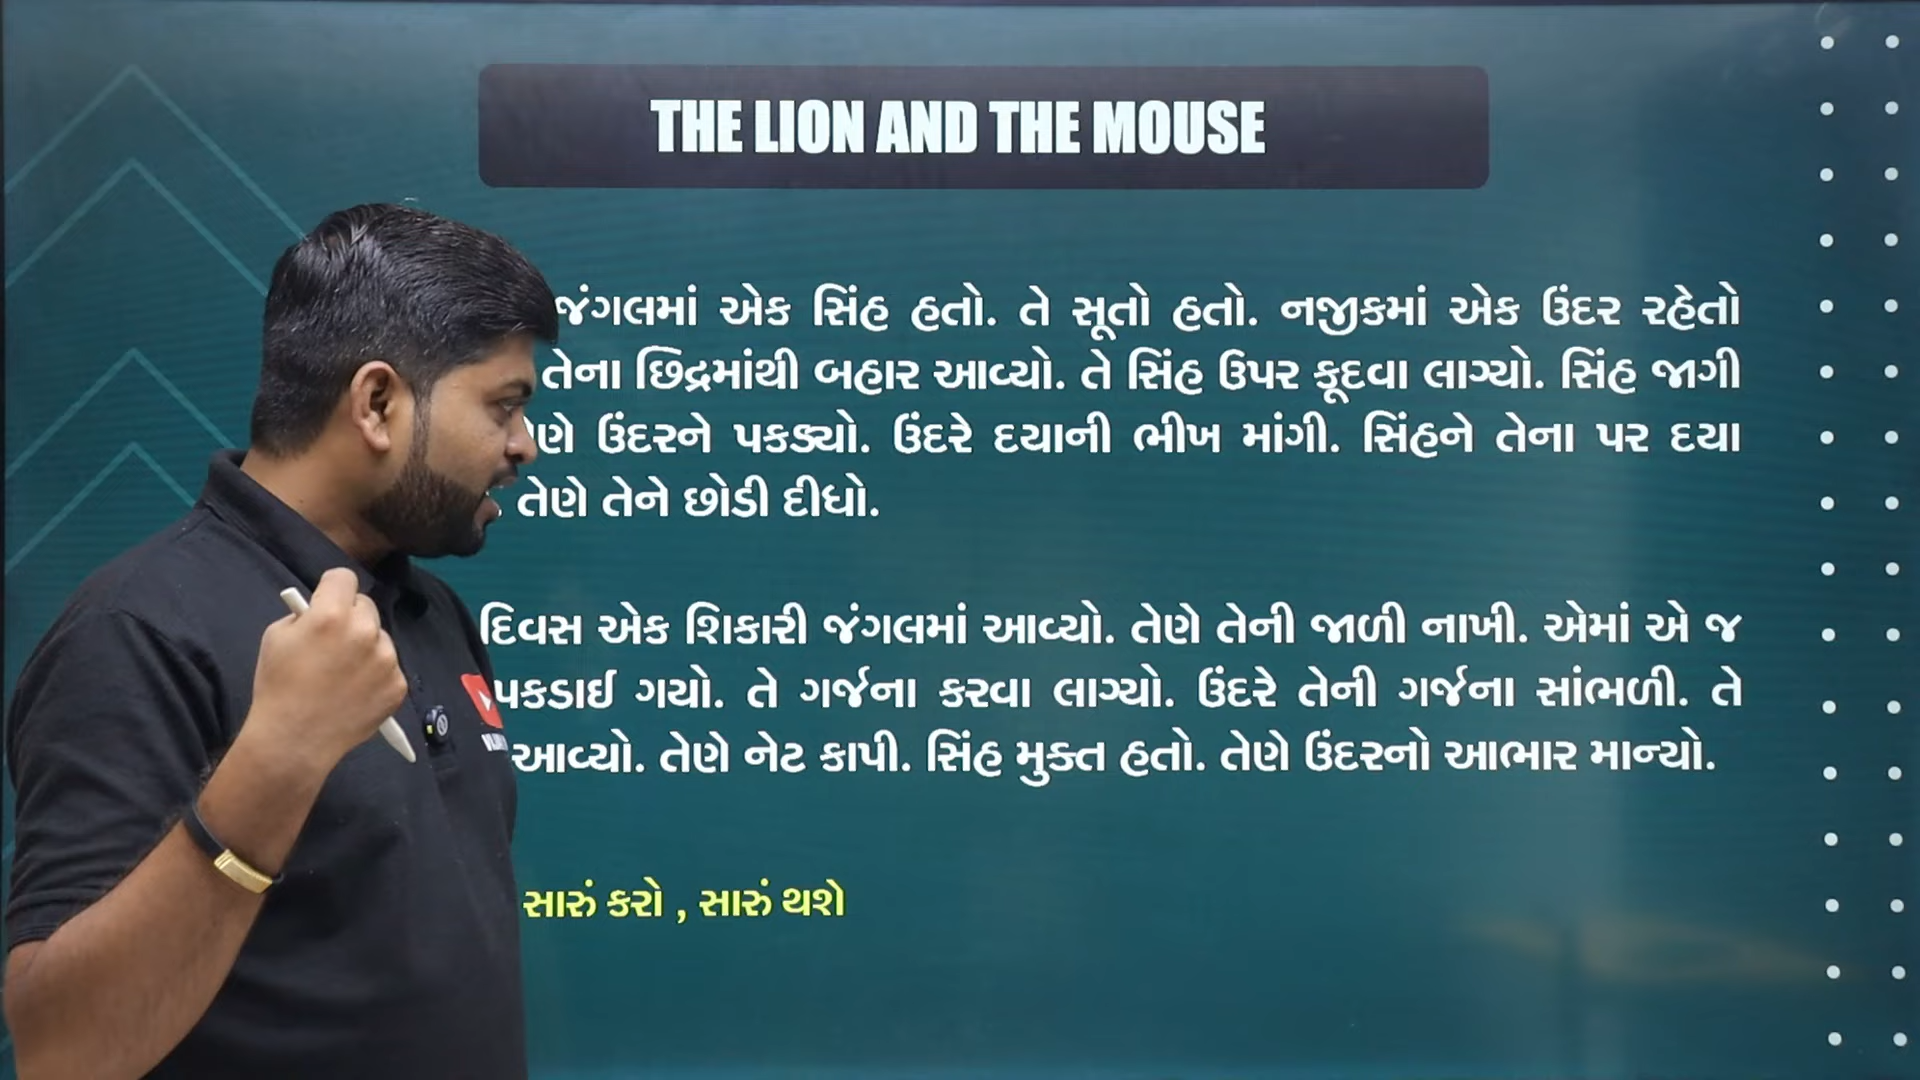 THE LION AND THE MOUSE
જંગલમાં એક સિંહ હતો. તે સૂતો હતો. નજીકમાં એક ઉંદર રહેતો
તેના છિદ્રમાંથી બહાર આવ્યો. તે સિંહ ઉપર કૂદવા લાગ્યો. સિંહ જાગી
ઉંદરને પકડ્યો. ઉંદરે દયાની ભીખ માંગી. સિંહને તેના પર દયા
તેણે તેને છોડી દીધો.
દિવસ એક શિકારી જંગલમાં આવ્યો. તેણે તેની જાળી નાખી. એમાં એ જ
પકડાઈ ગયો. તે ગર્જના કરવા લાગ્યો. ઉંદરે તેની ગર્જના સાંભળી. તે
આવ્યો. તેણે નેટ કાપી. સિંહ મુક્ત હતો. તેણે ઉંદરનો આભાર માન્યો.
સારું કરો , સારું થશે